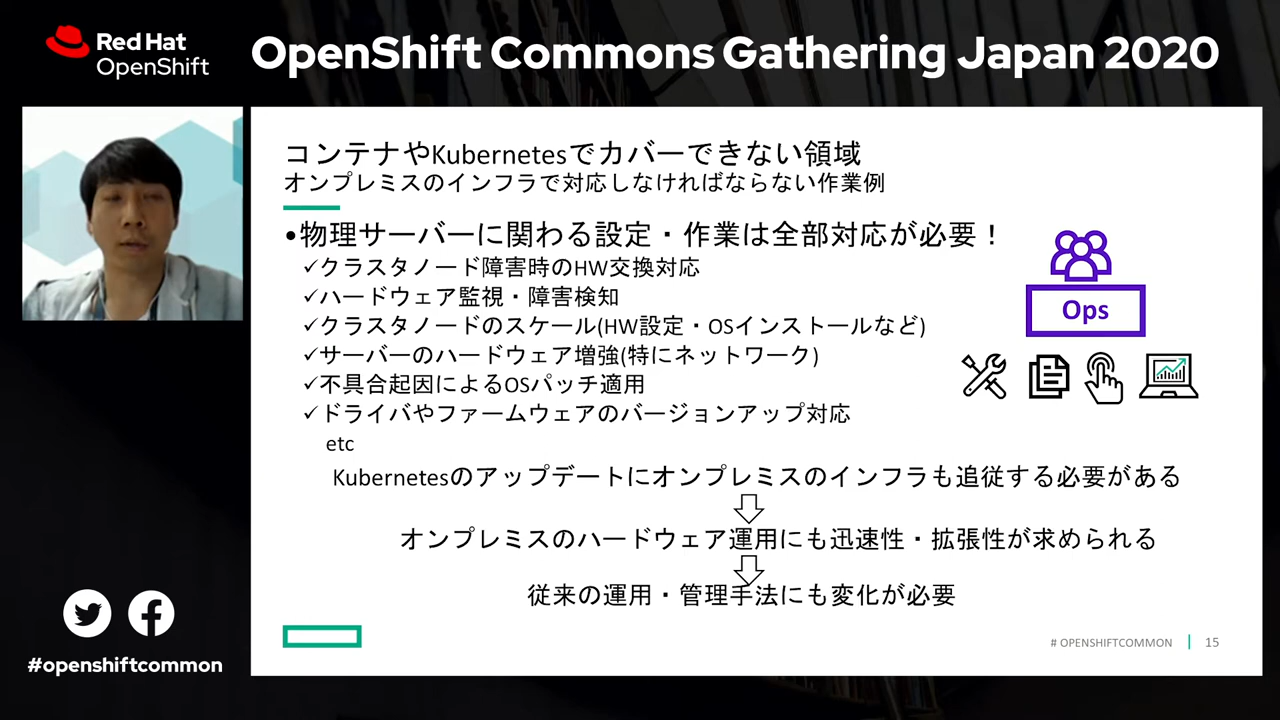 Red Hat
OpenShift
OpenShift Commons Gathering Japan 2020
コンテナやKubernetesでカバーできない領域
オンプレミスのインフラで対応しなければならない作業例
•物理サーバーに関わる設定・作業は全部対応が必要！
✓クラスタノード障害時のHW交換対応
✓ハードウェア監視・障害検知
✓クラスタノードのスケール(HW設定・OSインストールなど)
✓サーバーのハードウェア増強(特にネットワーク)
✓不具合起因によるOSパッチ適用
✓ドライバやファームウェアのバージョンアップ対応
etc
Ops
Kubernetesのアップデートにオンプレミスのインフラも追従する必要がある
オンプレミスのハードウェア運用にも迅速性・拡張性が求められる
従来の運用・管理手法にも変化が必要
# OPENSHIFTCOMMON | 15
#openshiftcommon